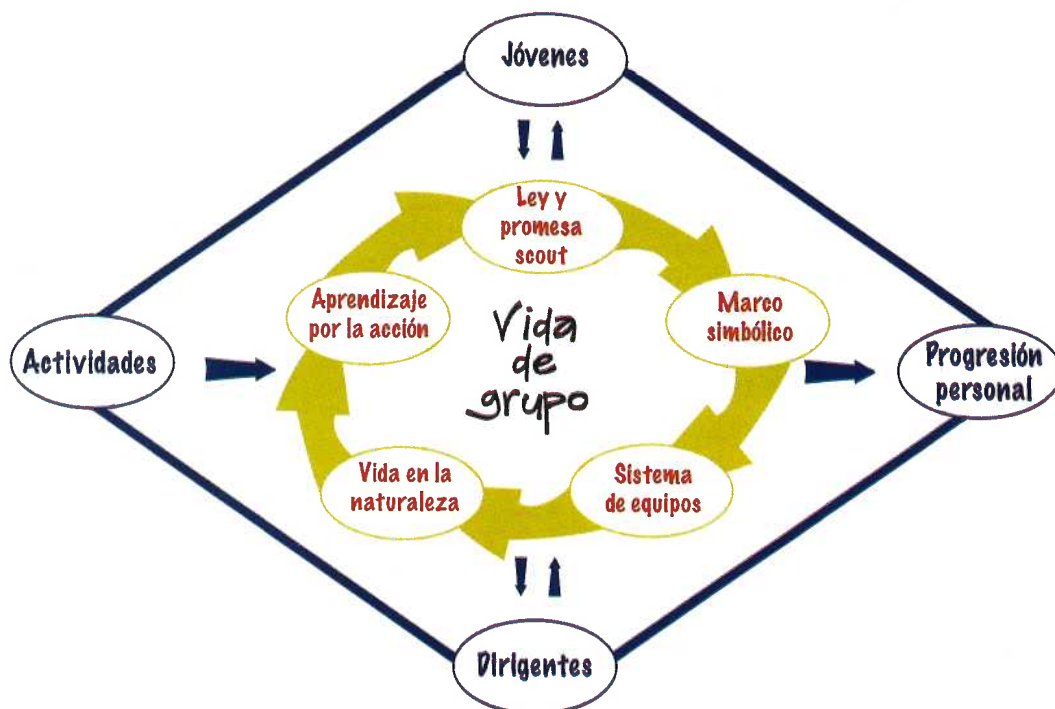 Jóvenes
Ley y
promesa
scout
Aprendizaje
por la acción
Marco
simbólico
Vida
de
grupo
Actividades
Progresión
personal
Vida en la
naturaleza
Sistema
de equipos
Dirigentes